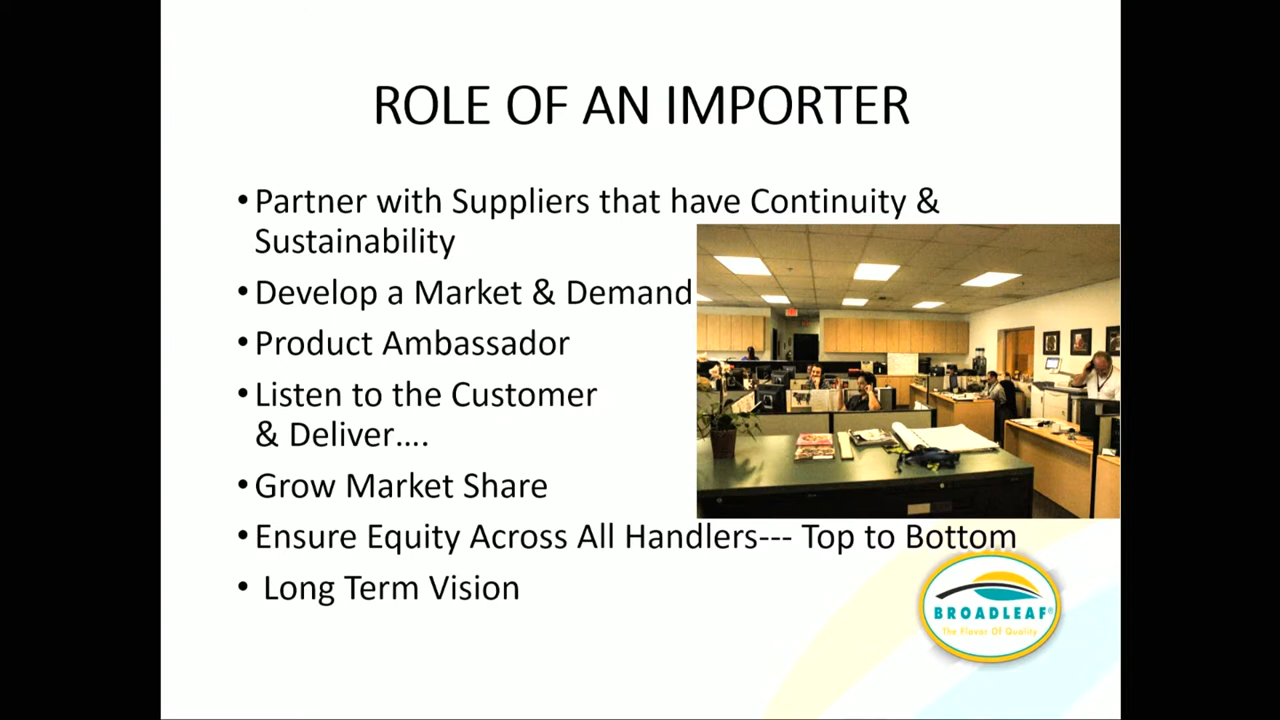 ROLE OF AN IMPORTER
• Partner with Suppliers that have Continuity &
Sustainability
• Develop a Market & Demand
• Product Ambassador
• Listen to the Customer
& Deliver....
• Grow Market Share
• Ensure Equity Across All Handlers--- Top to Bottom
• Long Term Vision
BROADLEAF®
The Flavor Of Quality